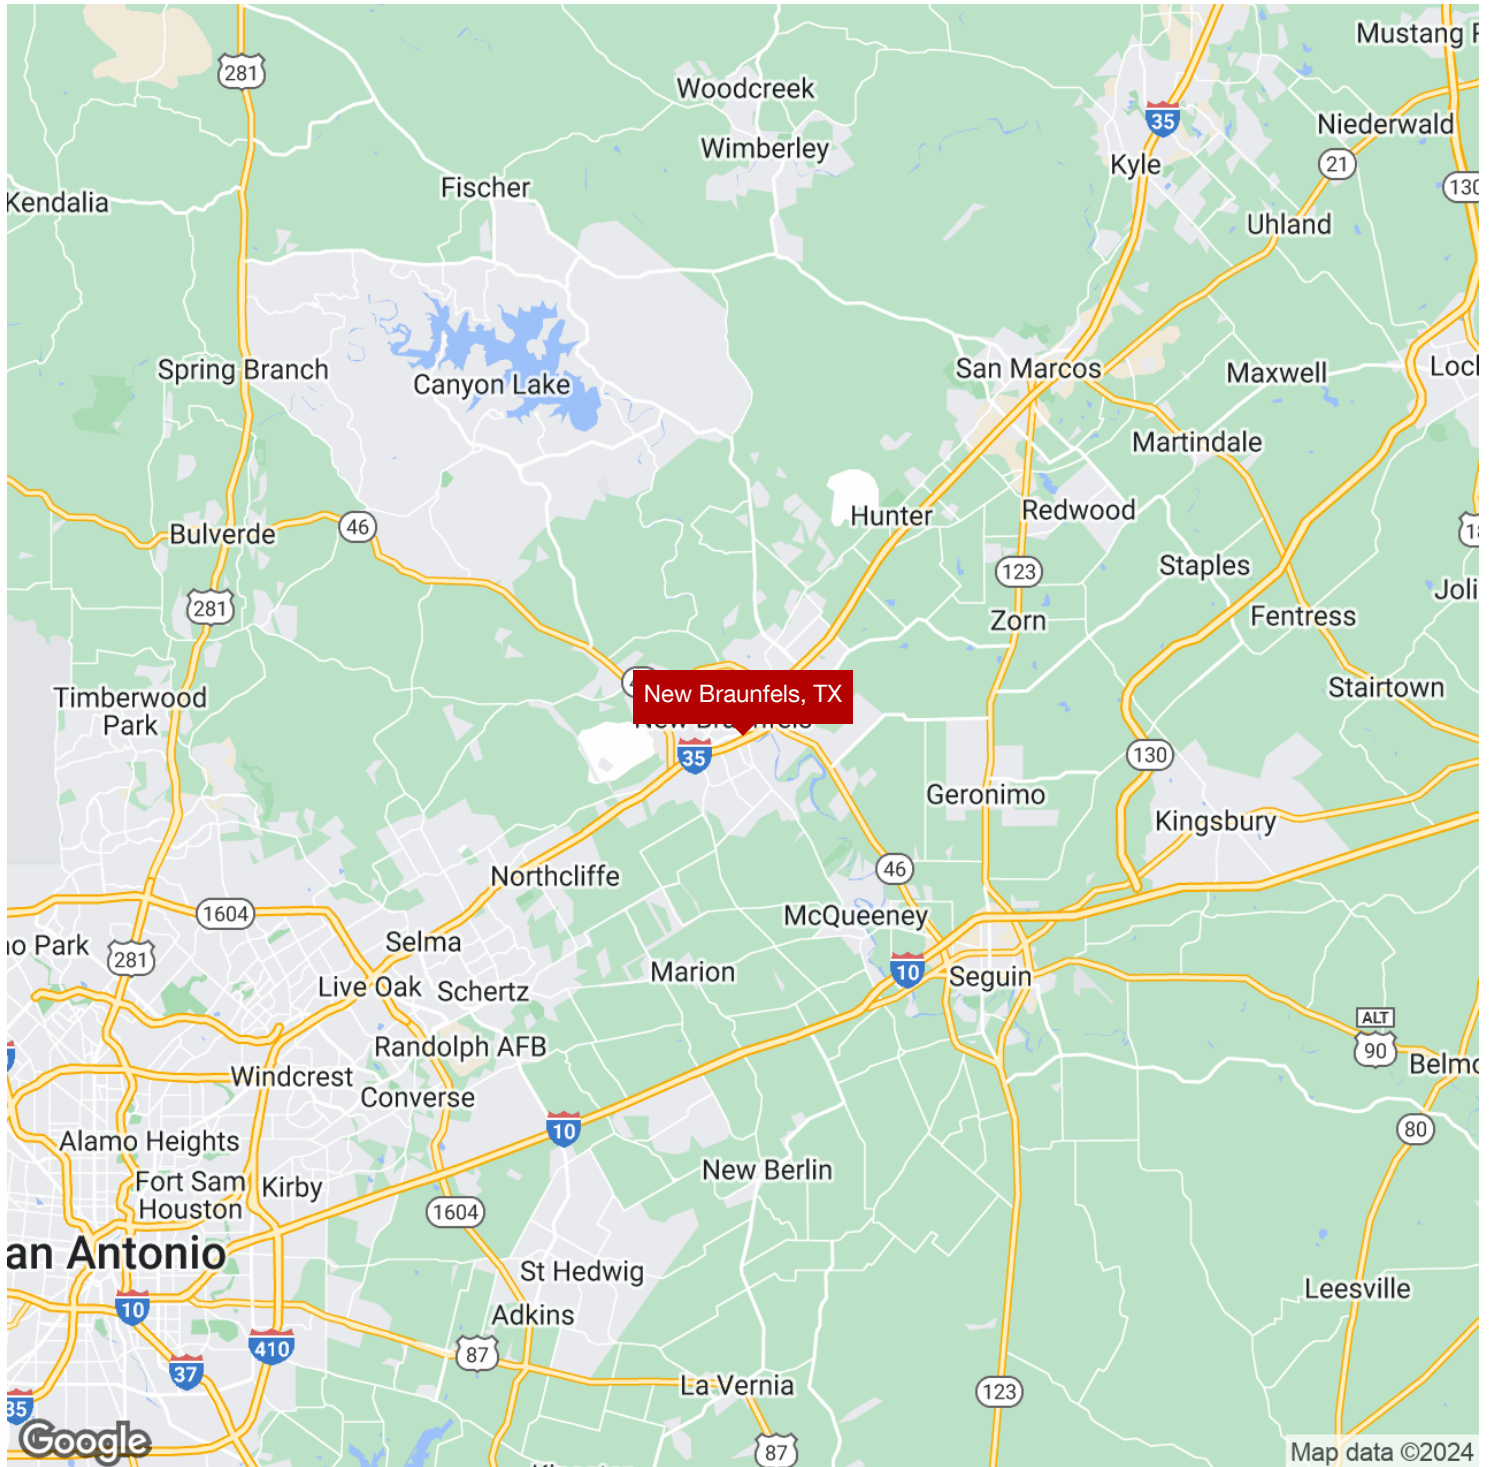 Mustang
281
Woodcreek
35
Niederwald
Wimberley
Kyle
21
Fischer
130
Kendalia
Uhland
Spring Branch
San Marcos
Maxwell
Canyon Lake
Martindale
Hunter
Redwood
46
Bulverde
123
Staples
281
Zorn
Fentress
Timberwood
Park
New Braunfels, TX
New Braunfels
Stairtown
35
130
Geronimo
Kingsbury
Northcliffe
46
1604
McQueeney
Park
281
Selma
Live Oak
Schertz
Marion
10
Seguin
ALT
90
Randolph AFB
Windcrest
Converse
10
80
Alamo Heights
New Berlin
Fort Sam
Houston
Kirby
1604
an Antonio
St Hedwig
Leesville
10
Adkins
410
87
37
La Vernia
123
35
Google
87
Map data ©2024